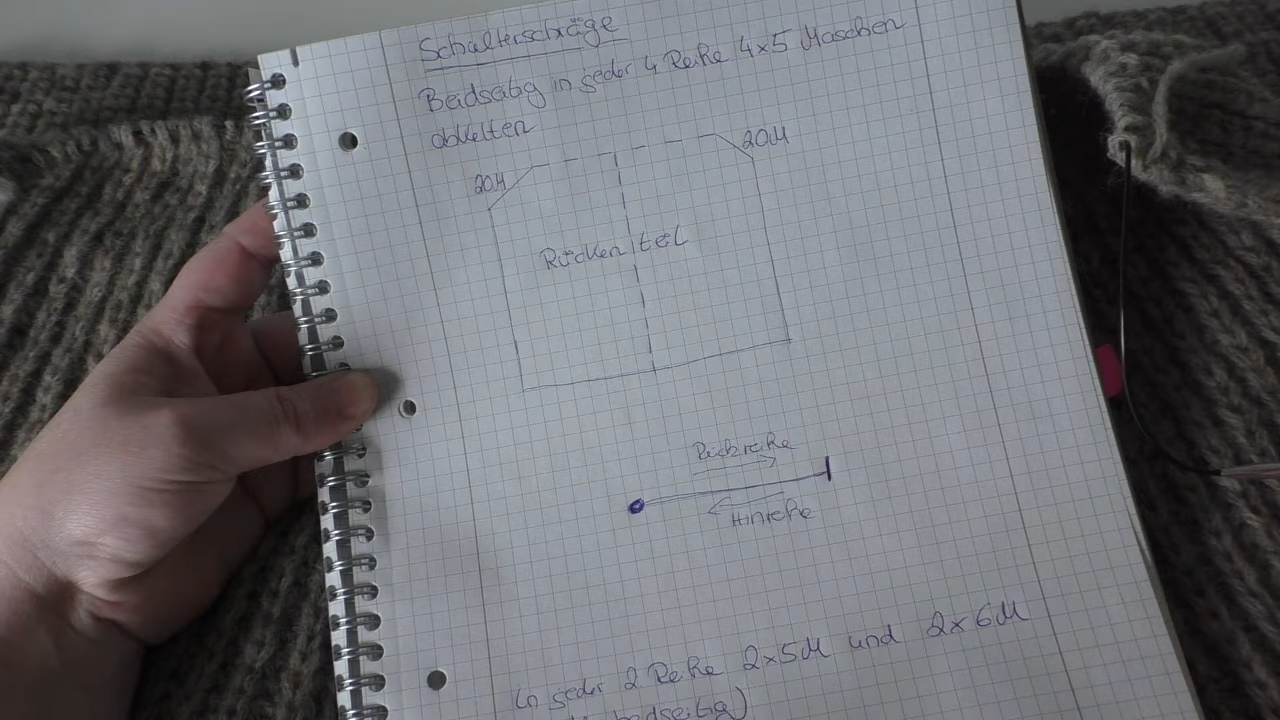 Schulterschräge
Beidseitig in jeder 4 Reihe 4x5 Maschen
abketten
20M
20M
Rückenteil
Rückreihe
Hinreihe
in jeder 2 Reihe 2x5M und 2x6M
beidseitig)